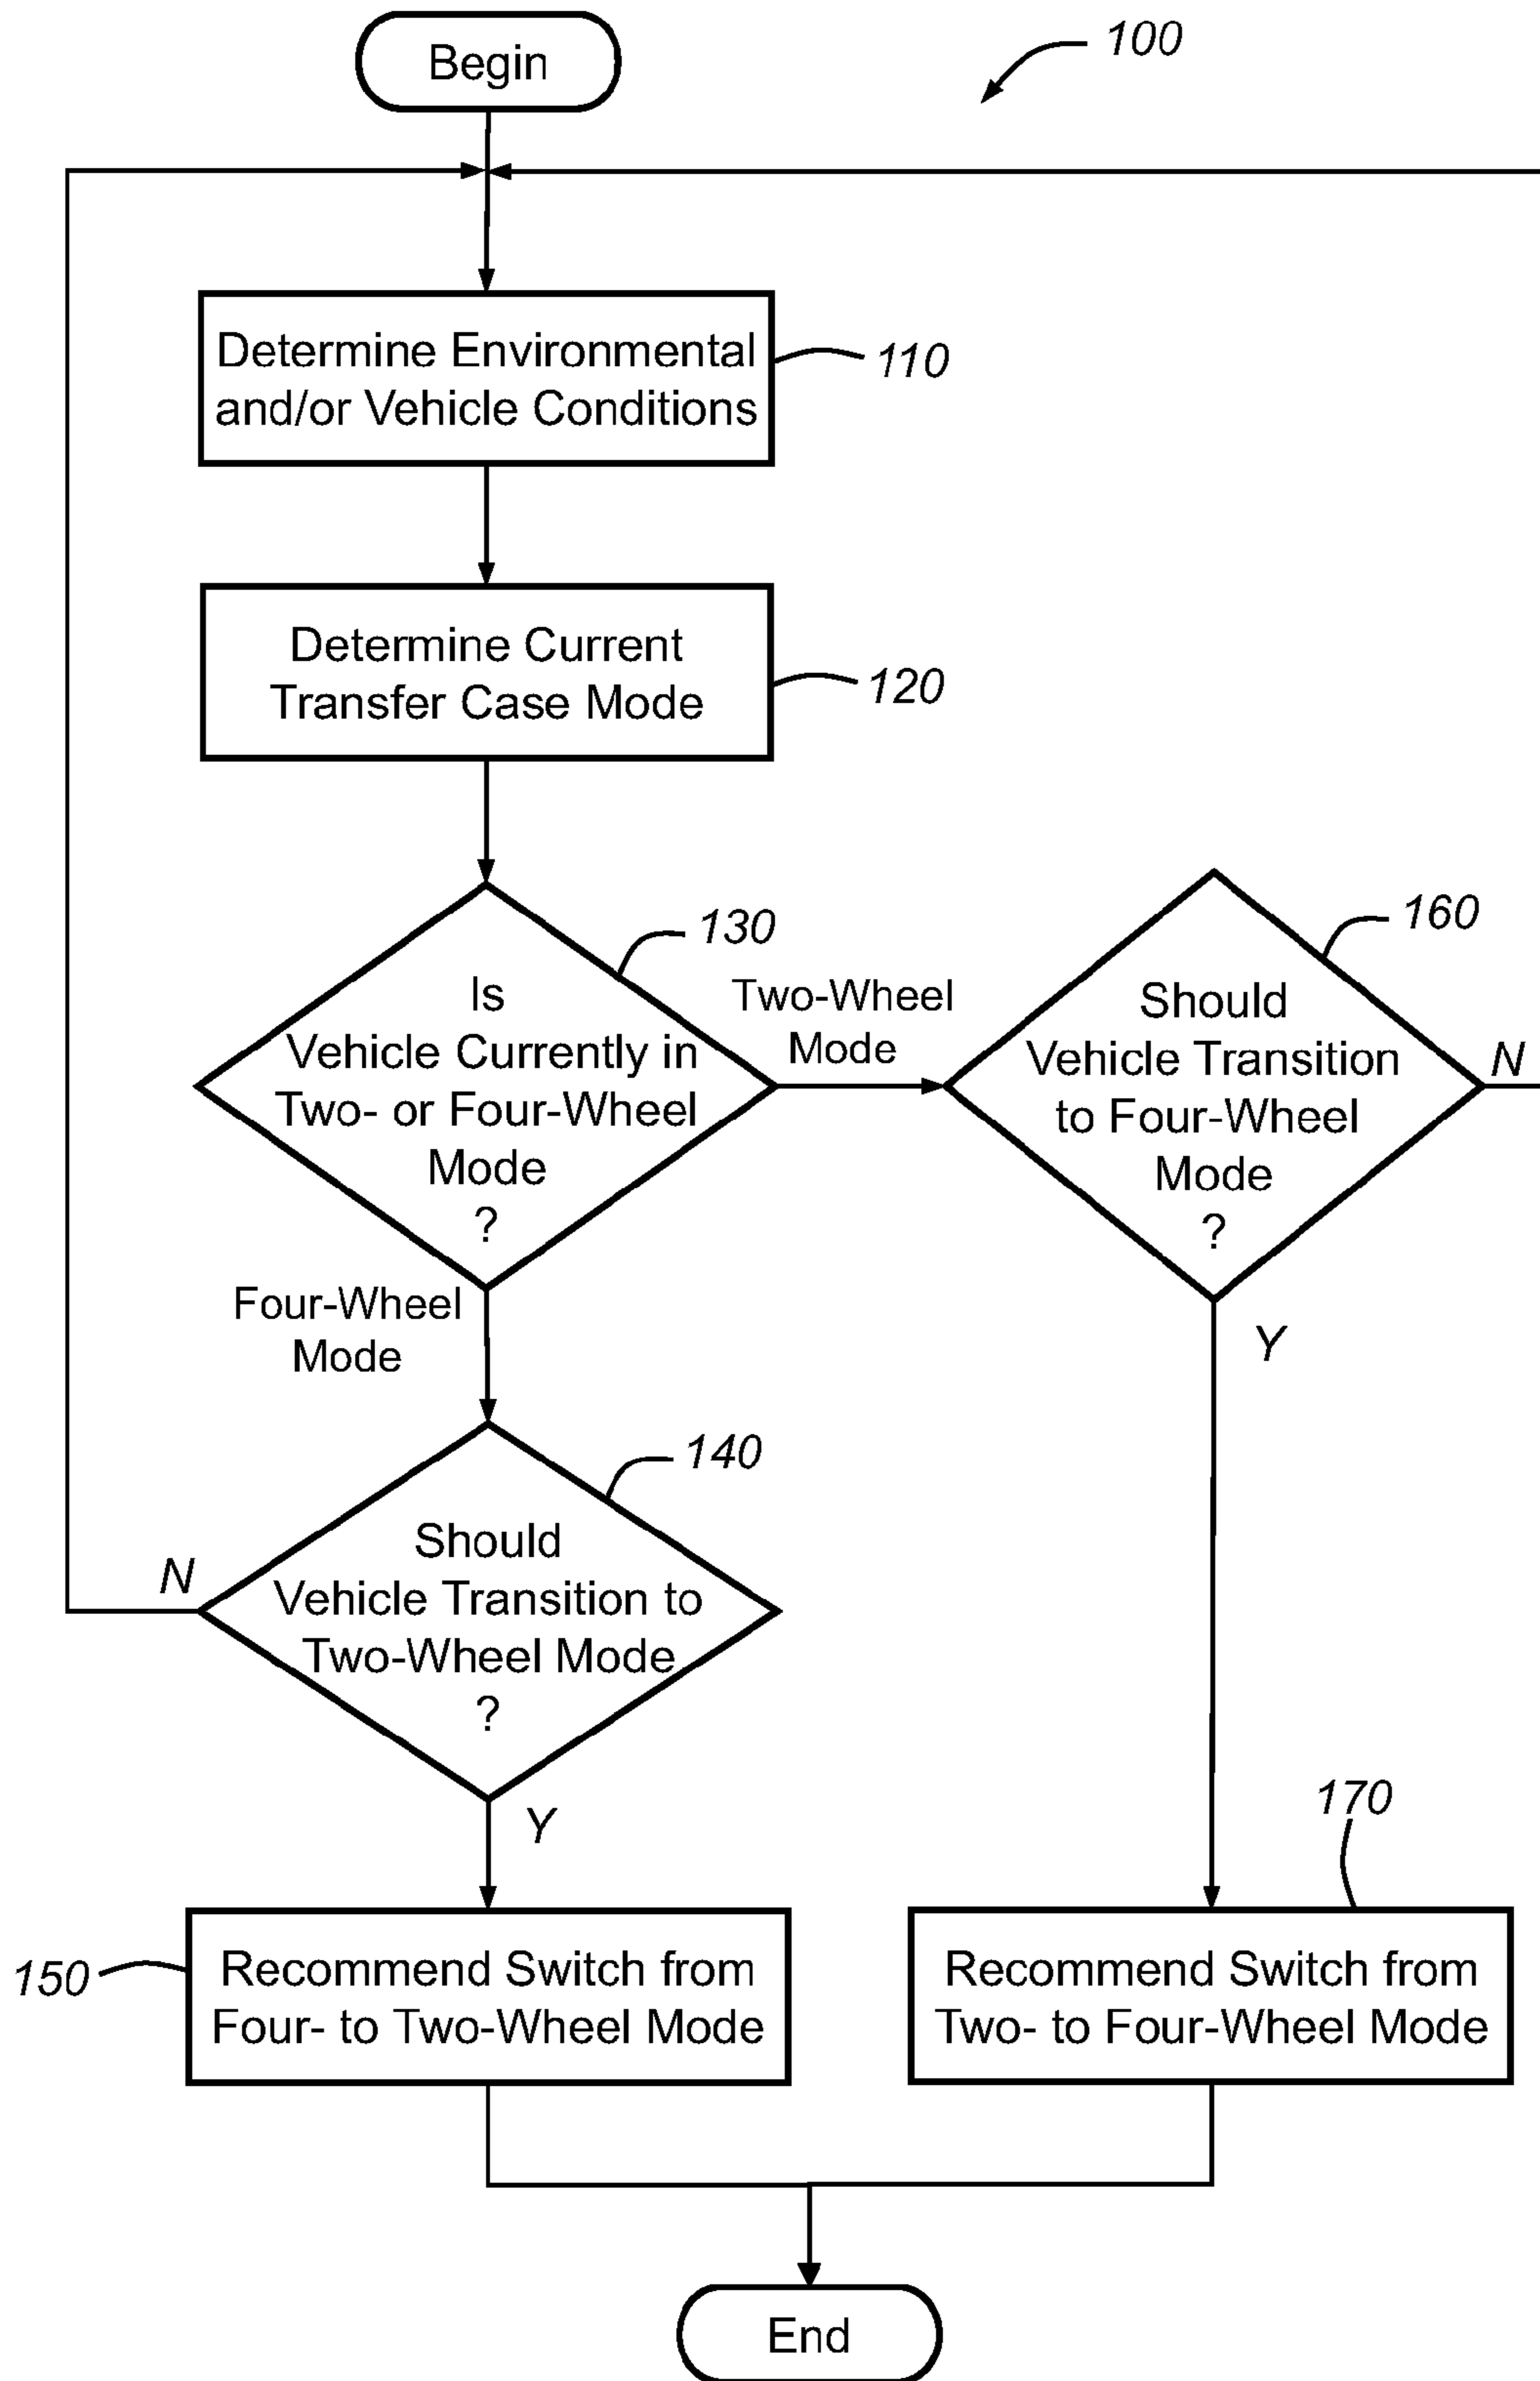 Begin
100
Determine Environmental
and/or Vehicle Conditions
110
Determine Current
Transfer Case Mode
120
130
Is
Vehicle Currently in
Two- or Four-Wheel
Mode
?
Two-Wheel
Mode
160
Should
Vehicle Transition
to Four-Wheel
Mode
?
N
Y
Four-Wheel
Mode
140
Should
Vehicle Transition to
Two-Wheel Mode
?
N
Y
150
Recommend Switch from
Four- to Two-Wheel Mode
170
Recommend Switch from
Two- to Four-Wheel Mode
End